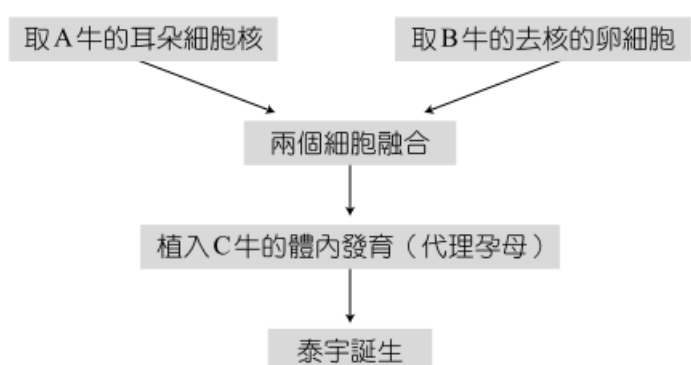 取A牛的耳朵細胞核
取B牛的去核的卵細胞
兩個細胞融合
植入C牛的體內發育（代理孕母）
泰宇誕生